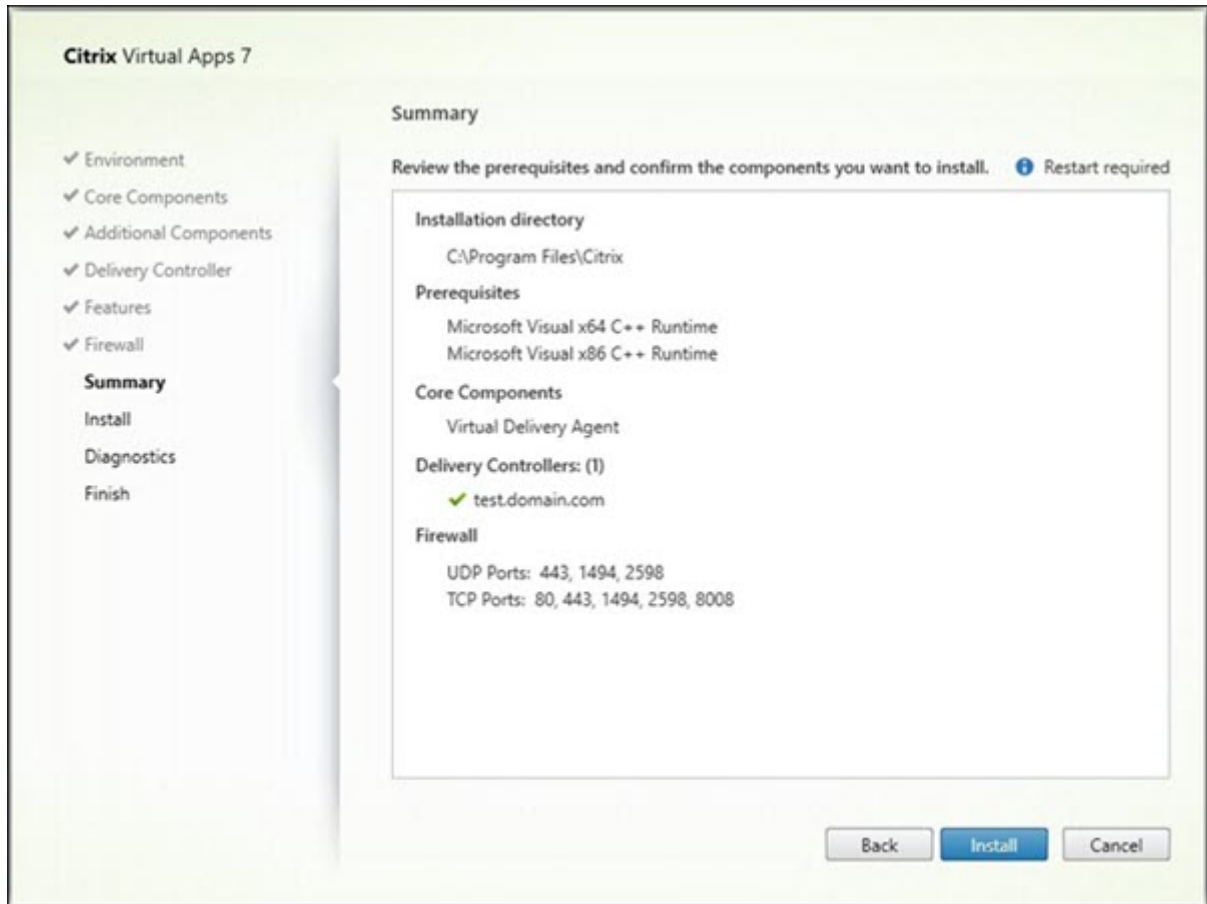 Citrix Virtual Apps 7
Environment
Core Components
Additional Components
Delivery Controller
Features
Firewall
Summary
Install
Diagnostics
Finish
Summary
Review the prerequisites and confirm the components you want to install. Restart required
Installation directory
C:\Program Files\Citrix
Prerequisites
Microsoft Visual x64 C++ Runtime
Microsoft Visual x86 C++ Runtime
Core Components
Virtual Delivery Agent
Delivery Controllers: (1)
test.domain.com
Firewall
UDP Ports: 443, 1494, 2598
TCP Ports: 80, 443, 1494, 2598, 8008
Back Install Cancel